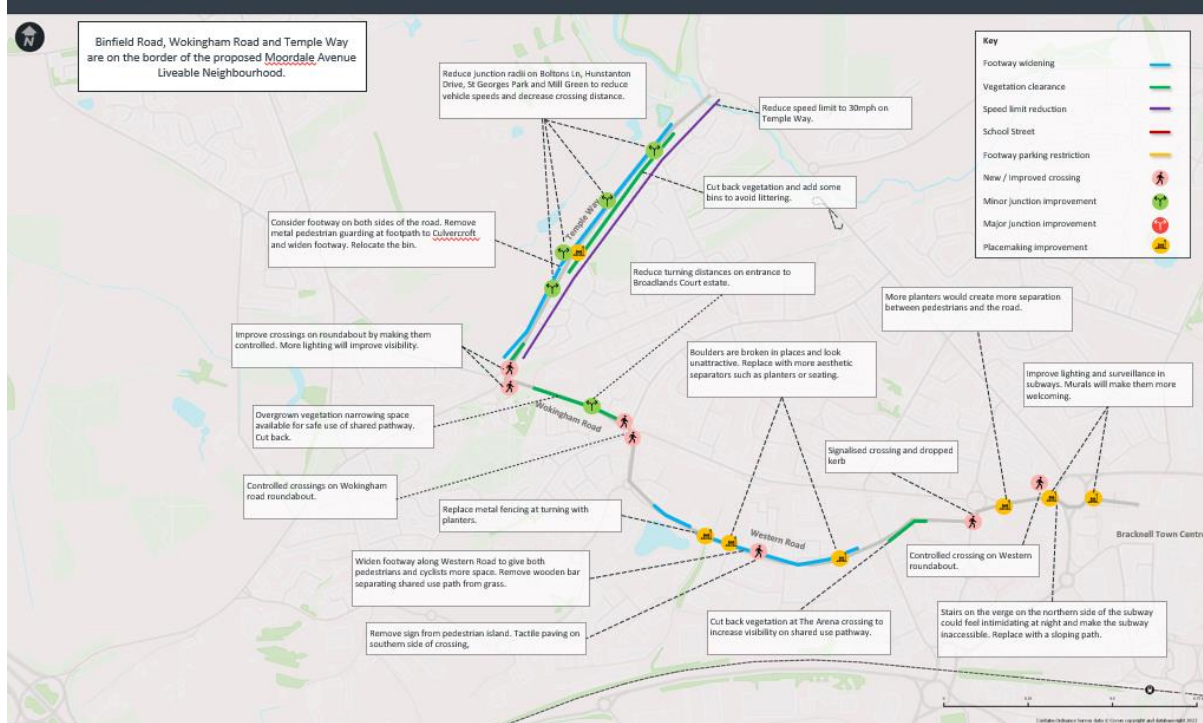 N
Binfield Road, Wokingham Road and Temple Way
are on the border of the proposed Moordale Avenue
Liveable Neighbourhood.
Reduce junction radii on Boltons Ln, Hunstanton
Drive, St Georges Park and Mill Green to reduce
vehicle speeds and decrease crossing distance.
Reduce speed limit to 30mph on
Temple Way.
Key
Footway widening
Vegetation clearance
Speed limit reduction
School Street
Footway parking restriction
New / Improved crossing
Minor junction improvement
Major junction improvement
Placemaking improvement
Cut back vegetation and add some
bins to avoid littering.
Consider footway on both sides of the road. Remove
metal pedestrian guarding at footpath to Culvercroft
and widen footway. Relocate the bin.
Temple Way
Reduce turning distances on entrance to
Broadlands Court estate.
More planters would create more separation
between pedestrians and the road.
Improve crossings on roundabout by making them
controlled. More lighting will improve visibility.
Boulders are broken in places and look
unattractive. Replace with more aesthetic
separators such as planters or seating.
Improve lighting and surveillance in
subways. Murals will make them more
welcoming.
Overgrown vegetation narrowing space
available for safe use of shared pathway.
Cut back.
Wokingham Road
Signalised crossing and dropped
kerb
Controlled crossings on Wokingham
road roundabout.
Replace metal fencing at turning with
planters.
Western Road
Bracknell Town Centre
Widen footway along Western Road to give both
pedestrians and cyclists more space. Remove wooden bar
separating shared use path from grass.
Controlled crossing on Western
roundabout.
Remove sign from pedestrian island. Tactile paving on
southern side of crossing,
Cut back vegetation at The Arena crossing to
increase visibility on shared use pathway.
Stairs on the verge on the northern side of the subway
could feel intimidating at night and make the subway
inaccessible. Replace with a sloping path.
Contains Ordnance Survey data © Crown copyright and database right